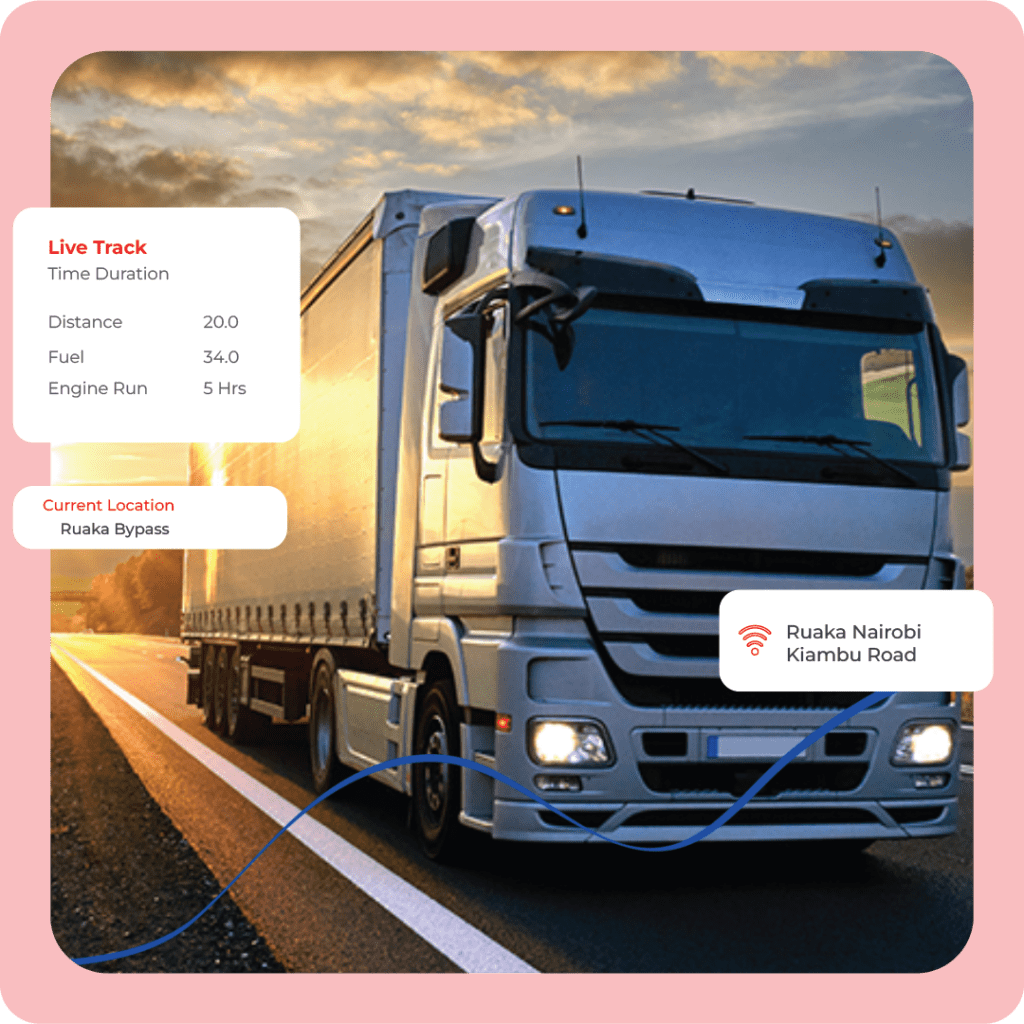 Live Track
Time Duration
Distance 20.0
Fuel 34.0
Engine Run 5 Hrs
Current Location
Ruaka Bypass
Ruaka Nairobi
Kiambu Road